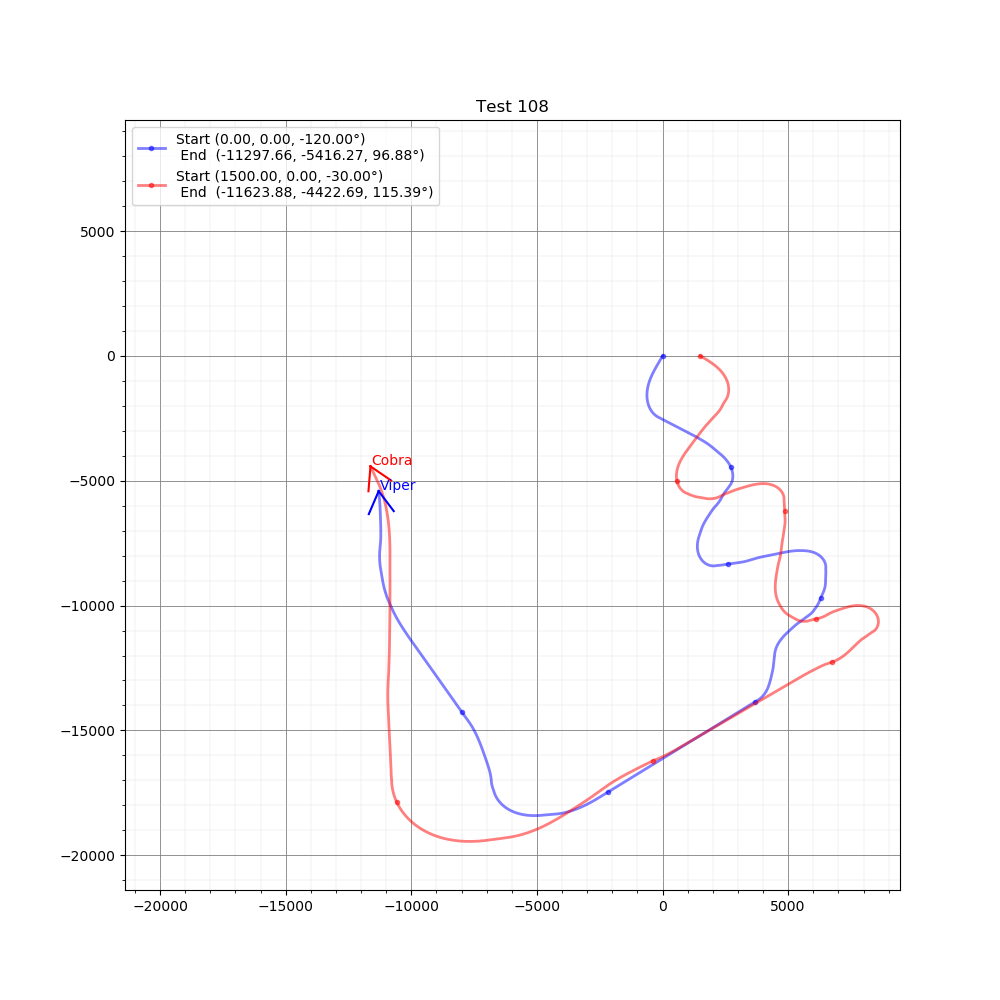 Test 108
Start (0.00, 0.00, -120.00°)
End  (-11297.66, -5416.27, 96.88°)
Start (1500.00, 0.00, -30.00°)
End  (-11623.88, -4422.69, 115.39°)
5000
0
−5000
−10000
−15000
−20000
Cobra
Viper
−20000 −15000 −10000 −5000 0 5000